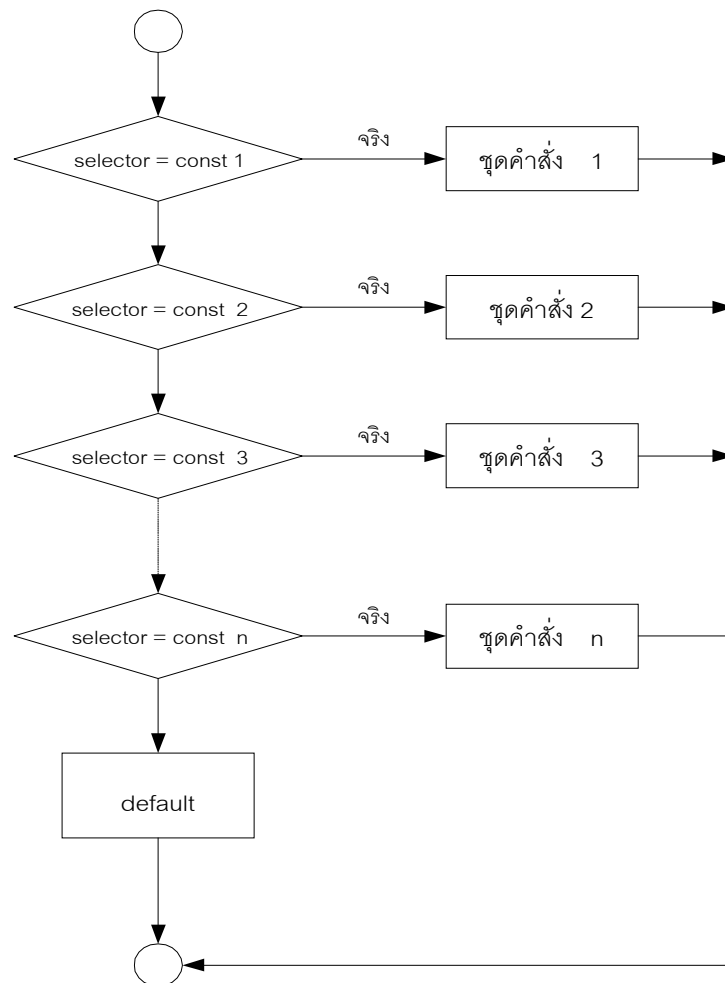 selector = const 1
จริง
ชุดคำสั่ง 1
selector = const 2
จริง
ชุดคำสั่ง 2
selector = const 3
จริง
ชุดคำสั่ง 3
selector = const n
จริง
ชุดคำสั่ง n
default